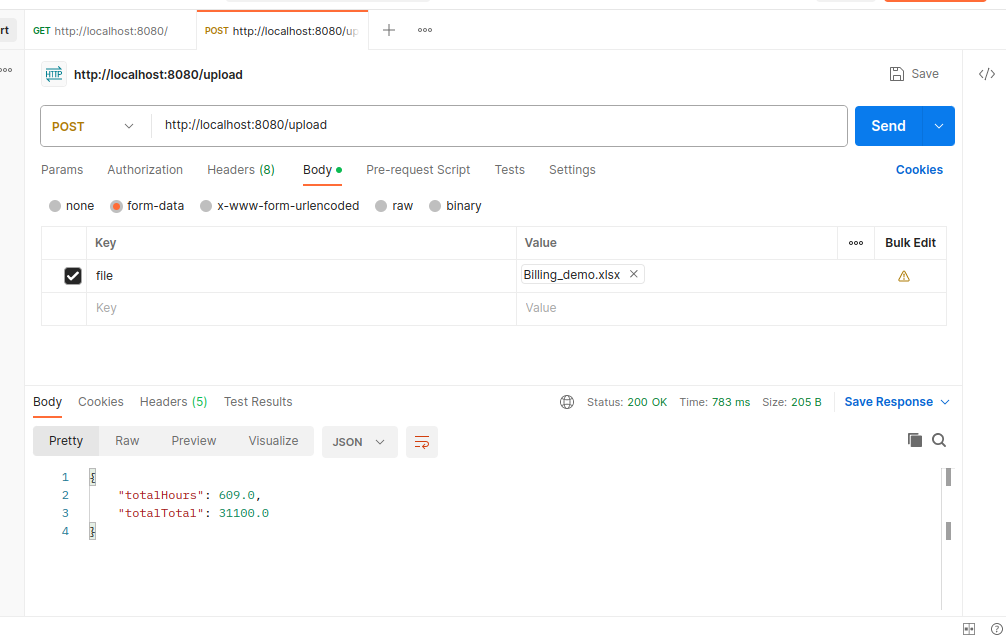 rt
GET http://localhost:8080/
POST http://localhost:8080/up
HTTP http://localhost:8080/upload
Save
</>
POST
http://localhost:8080/upload
Send
Params
Authorization
Headers (8)
Body
Pre-request Script
Tests
Settings
Cookies
none
form-data
x-www-form-urlencoded
raw
binary
Key
Value
Bulk Edit
file
Billing_demo.xlsx
Key
Value
Body
Cookies
Headers (5)
Test Results
Status: 200 OK
Time: 783 ms
Size: 205 B
Save Response
Pretty
Raw
Preview
Visualize
JSON
1 {
2 "totalHours": 609.0,
3 "totalTotal": 31100.0
4 }